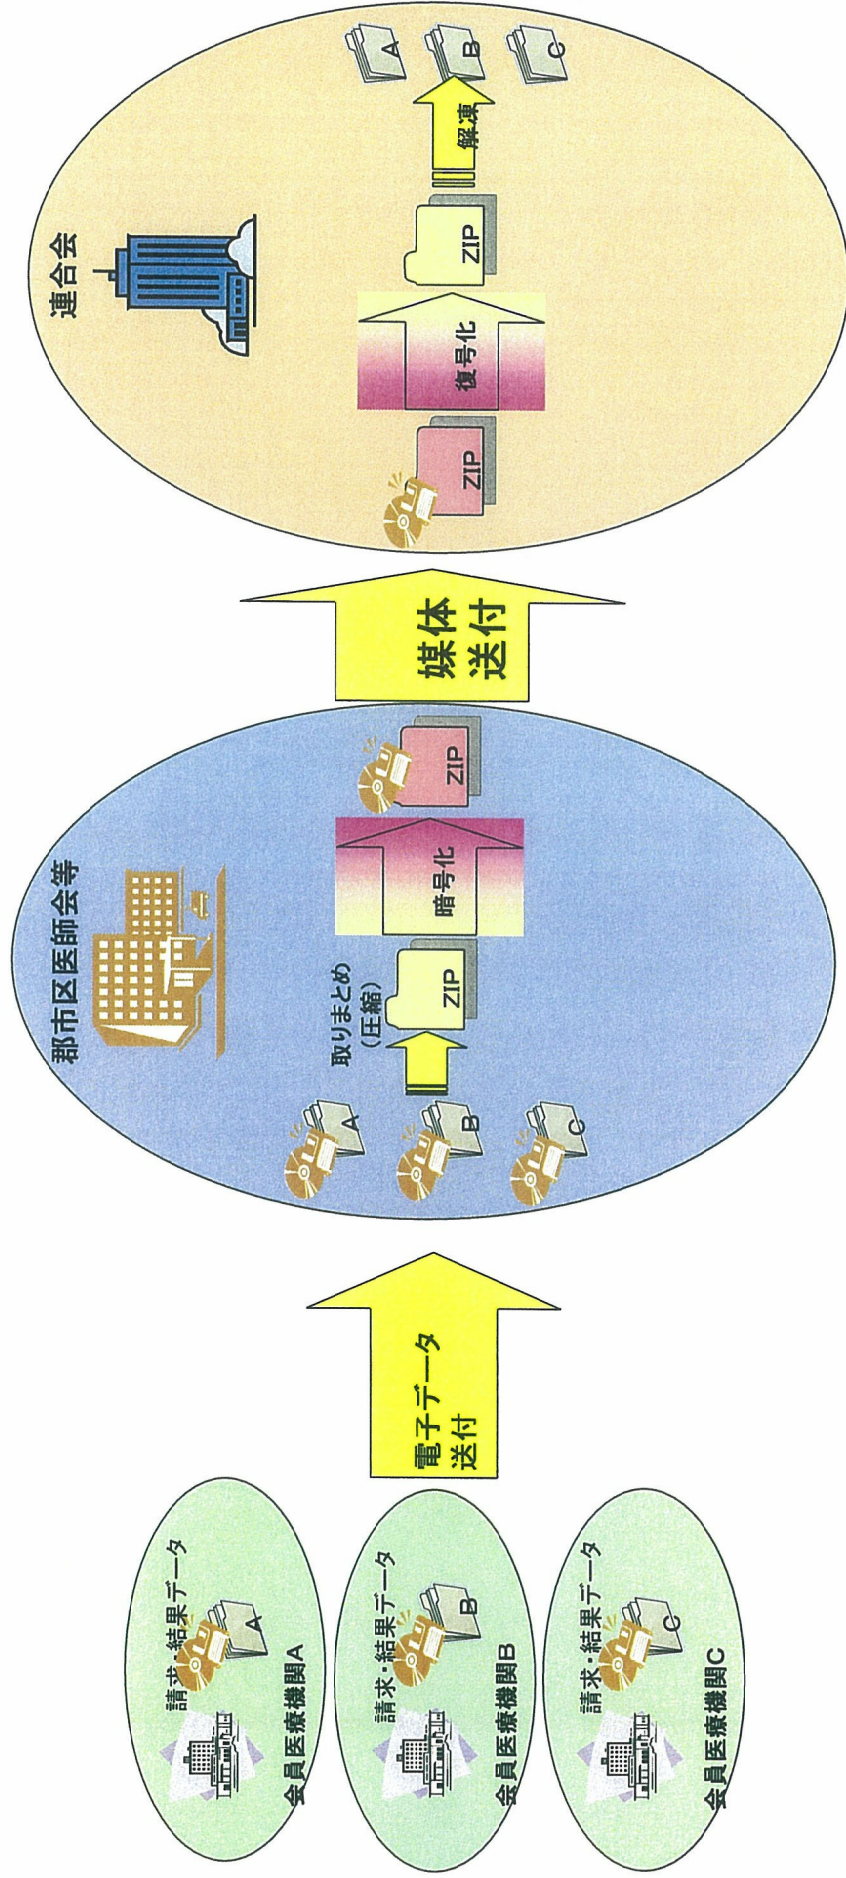 請求・結果データ
A
会員医療機関A
請求・結果データ
B
会員医療機関B
請求・結果データ
C
会員医療機関C
電子データ
送付
郡市区医師会等
A
B
C
取りまとめ
(圧縮)
ZIP
暗号化
ZIP
媒体
送付
連合会
ZIP
復号化
ZIP
解凍
A
B
C